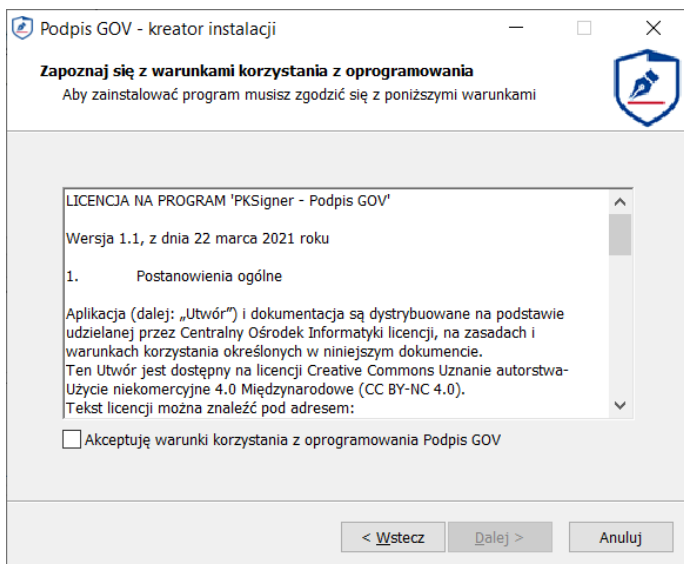 Podpis GOV - kreator instalacji
Zapoznaj się z warunkami korzystania z oprogramowania
Aby zainstalować program musisz zgodzić się z poniższymi warunkami
LICENCJA NA PROGRAM 'PKSigner - Podpis GOV'
Wersja 1.1, z dnia 22 marca 2021 roku
1. Postanowienia ogólne
Aplikacja (dalej: „Utwór”) i dokumentacja są dystrybuowane na podstawie
udzielanej przez Centralny Ośrodek Informatyki licencji, na zasadach i
warunkach korzystania określonych w niniejszym dokumencie.
Ten Utwór jest dostępny na licencji Creative Commons Uznanie autorstwa-
Użycie niekomercyjne 4.0 Międzynarodowe (CC BY-NC 4.0).
Tekst licencji można znaleźć pod adresem:
Akceptuję warunki korzystania z oprogramowania Podpis GOV
< Wstecz
Dalej >
Anuluj